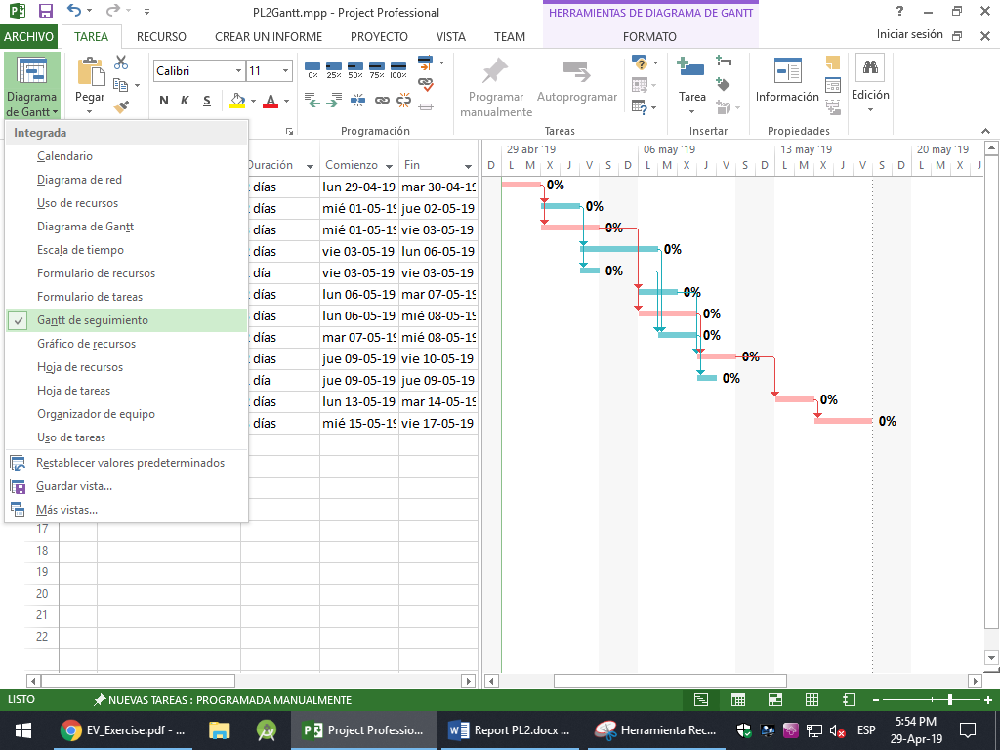 PL2Gantt.mpp - Project Professional
HERRAMIENTAS DE DIAGRAMA DE GANTT
ARCHIVO TAREA RECURSO CREAR UN INFORME PROYECTO VISTA TEAM FORMATO Iniciar sesión
Diagrama de Gantt
Pegar
Calibri 11
N K S
0% 25% 50% 75% 100%
Programar manualmente
Autoprogramar
Tarea
Información
Edición
Programación Tareas Insertar Propiedades
Integrada
Calendario
Diagrama de red
Uso de recursos
Diagrama de Gantt
Escala de tiempo
Formulario de recursos
Formulario de tareas
Gantt de seguimiento
Gráfico de recursos
Hoja de recursos
Hoja de tareas
Organizador de equipo
Uso de tareas
Restablecer valores predeterminados
Guardar vista...
Más vistas...
Duración Comienzo Fin
días lun 29-04-19 mar 30-04-19
días mié 01-05-19 jue 02-05-19
días mié 01-05-19 vie 03-05-19
días vie 03-05-19 lun 06-05-19
día vie 03-05-19 vie 03-05-19
días lun 06-05-19 mar 07-05-19
días lun 06-05-19 mié 08-05-19
días mar 07-05-19 mié 08-05-19
días jue 09-05-19 vie 10-05-19
día jue 09-05-19 jue 09-05-19
días lun 13-05-19 mar 14-05-19
días mié 15-05-19 vie 17-05-19
17
18
19
20
21
22
29 abr '19 06 may '19 13 may '19 20 may '19
D L M X J V S D L M X J V S D L M X J V S D L M X J
0%
0%
0%
0%
0%
0%
0%
0%
0%
0%
0%
0%
LISTO NUEVAS TAREAS : PROGRAMADA MANUALMENTE
EV_Exercise.pdf - ... Project Professio... Report PL2.docx ... Herramienta Rec... ESP 5:54 PM
29-Apr-19